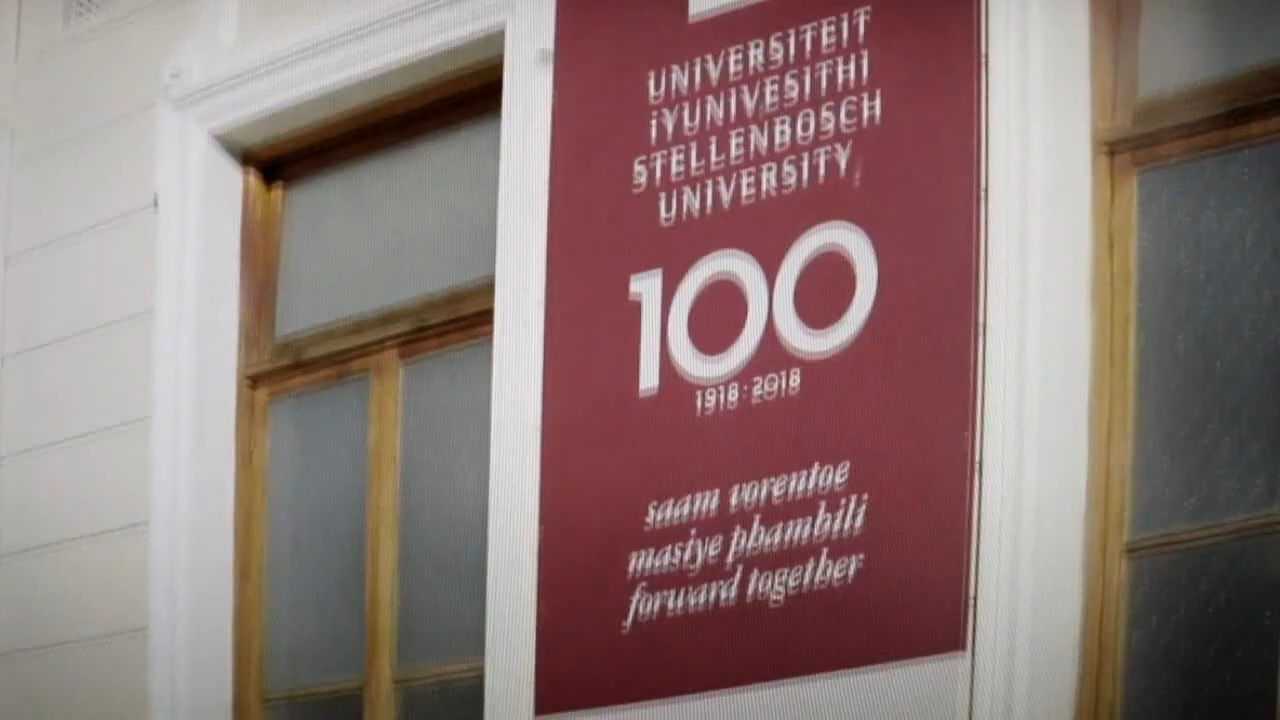 UNIVERSITEIT
iYUNIVESITHI
STELLENBOSCH
UNIVERSITY
100
1918:2018
saam vorentoe
masiye phambili
forward together